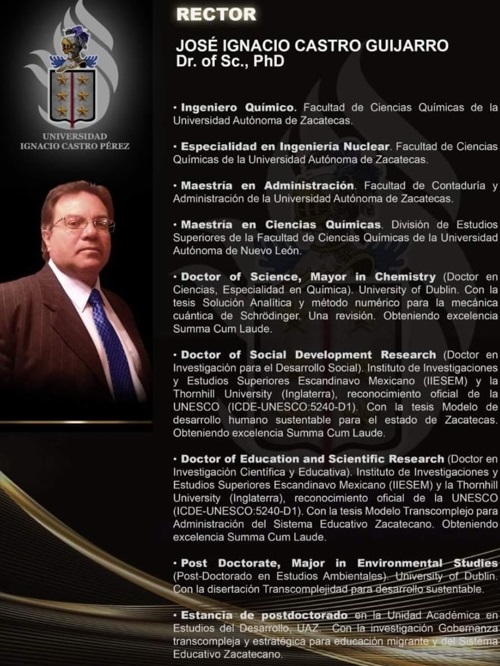 RECTOR
JOSÉ IGNACIO CASTRO GUIJARRO
Dr. of Sc., PhD
UNIVERSIDAD
IGNACIO CASTRO PÉREZ
• Ingeniero Químico. Facultad de Ciencias Químicas de la
Universidad Autónoma de Zacatecas.
• Especialidad en Ingeniería Nuclear. Facultad de Ciencias
Químicas de la Universidad Autónoma de Zacatecas.
• Maestría en Administración. Facultad de Contaduría y
Administración de la Universidad Autónoma de Zacatecas.
• Maestría en Ciencias Químicas. División de Estudios
Superiores de la Facultad de Ciencias Químicas de la Universidad
Autónoma de Nuevo León.
• Doctor of Science, Mayor in Chemistry (Doctor en
Ciencias, Especialidad en Química). University of Dublin. Con la
tesis Solución Analítica y método numérico para la mecánica
cuántica de Schrödinger. Una revisión. Obteniendo excelencia
Summa Cum Laude.
• Doctor of Social Development Research (Doctor en
Investigación para el Desarrollo Social). Instituto de Investigaciones
y Estudios Superiores Escandinavo Mexicano (IIESEM) y la
Thornhill University (Inglaterra), reconocimiento oficial de la
UNESCO (ICDE-UNESCO:5240-D1). Con la tesis Modelo de
desarrollo humano sustentable para el estado de Zacatecas.
Obteniendo excelencia Summa Cum Laude.
• Doctor of Education and Scientific Research (Doctor en
Investigación Científica y Educativa). Instituto de Investigaciones y
Estudios Superiores Escandinavo Mexicano (IIESEM) y la Thornhill
University (Inglaterra), reconocimiento oficial de la UNESCO
(ICDE-UNESCO:5240-D1). Con la tesis Modelo Transcomplejo para
Administración del Sistema Educativo Zacatecano. Obteniendo
excelencia Summa Cum Laude.
• Post Doctorate, Major in Environmental Studies
(Post-Doctorado en Estudios Ambientales). University of Dublin.
Con la disertación Transcomplejidad para desarrollo sustentable.
• Estancia de postdoctorado en la Unidad Académica en
Estudios del Desarrollo, UAZ. Con la investigación Gobernanza
transcompleja y estratégica para educación migrante y del Sistema
Educativo Zacatecano.